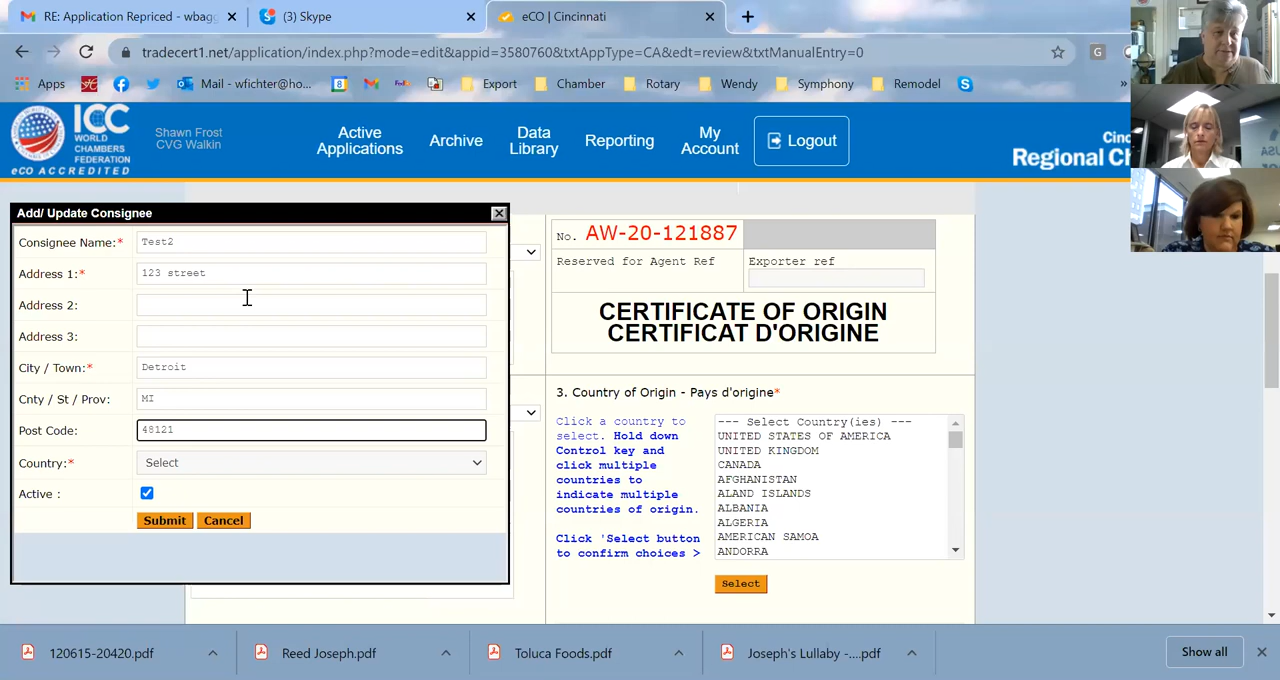 RE: Application Repriced - wbagg
(3) Skype
eCO | Cincinnati
tradecert1.net/application/index.php?mode=edit&appid=3580760&txtAppType=CA&edt=review&txtManualEntry=0
G
Apps
Mail - wfichter@ho...
Export
Chamber
Rotary
Wendy
Symphony
Remodel
»
ICC
WORLD
CHAMBERS
FEDERATION
eCO ACCREDITED
Shawn Frost
CVG Walkin
Active
Applications
Archive
Data
Library
Reporting
My
Account
Logout
Cinc
Regional Ch
Add/ Update Consignee
Consignee Name:* Test2
Address 1:* 123 street
Address 2:
Address 3:
City / Town:* Detroit
Cnty / St / Prov: MI
Post Code: 48121
Country:* Select
Active :
Submit Cancel
No. AW-20-121887
Reserved for Agent Ref
Exporter ref
CERTIFICATE OF ORIGIN
CERTIFICAT D'ORIGINE
3. Country of Origin - Pays d'origine*
Click a country to
select. Hold down
Control key and
click multiple
countries to
indicate multiple
countries of origin.
Click 'Select button
to confirm choices >
--- Select Country(ies) ---
UNITED STATES OF AMERICA
UNITED KINGDOM
CANADA
AFGHANISTAN
ALAND ISLANDS
ALBANIA
ALGERIA
AMERICAN SAMOA
ANDORRA
Select
120615-20420.pdf
Reed Joseph.pdf
Toluca Foods.pdf
Joseph's Lullaby -....pdf
Show all